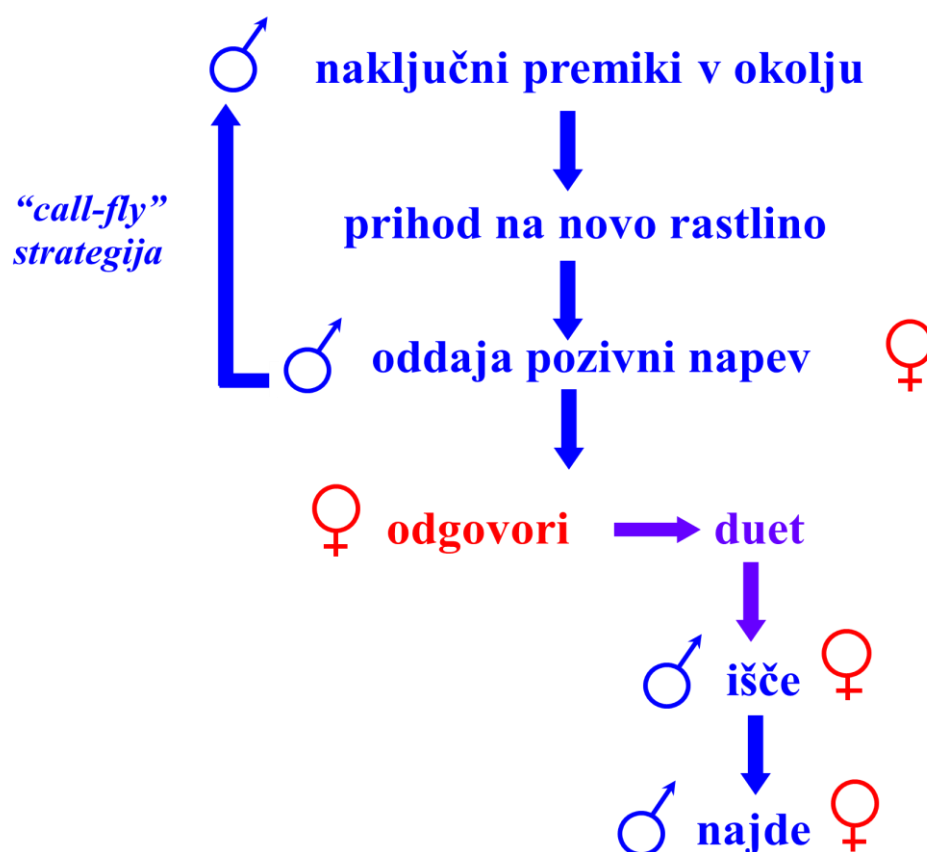 naključni premiki v okolju
“call-fly”
strategija
prihod na novo rastlino
oddaja pozivni napev
odgovori
duet
išče
najde